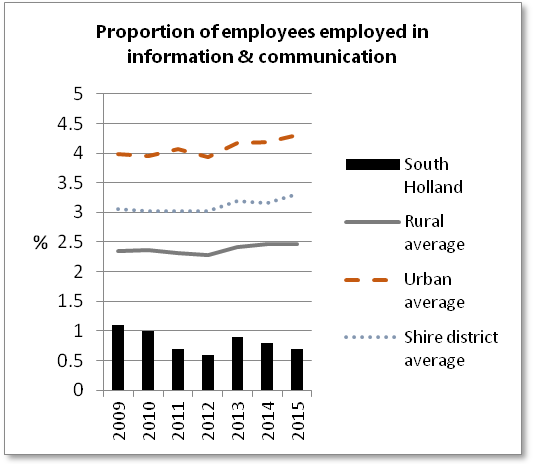 Proportion of employees employed in
information & communication
5
4.5
4
3.5
3
2.5
2
1.5
1
0.5
0
%
2009
2010
2011
2012
2013
2014
2015
South
Holland
Rural
average
Urban
average
Shire district
average